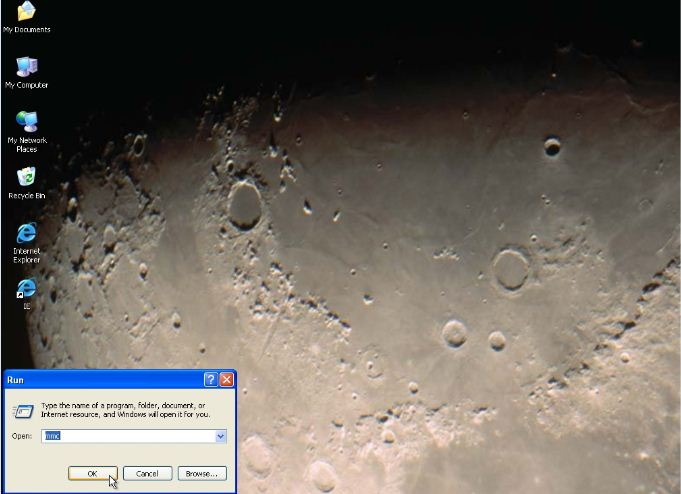 My Documents
My Computer
My Network
Places
Recycle Bin
Internet
Explorer
IE
Run
Type the name of a program, folder, document, or
Internet resource, and Windows will open it for you.
Open: mmc
OK Cancel Browse...